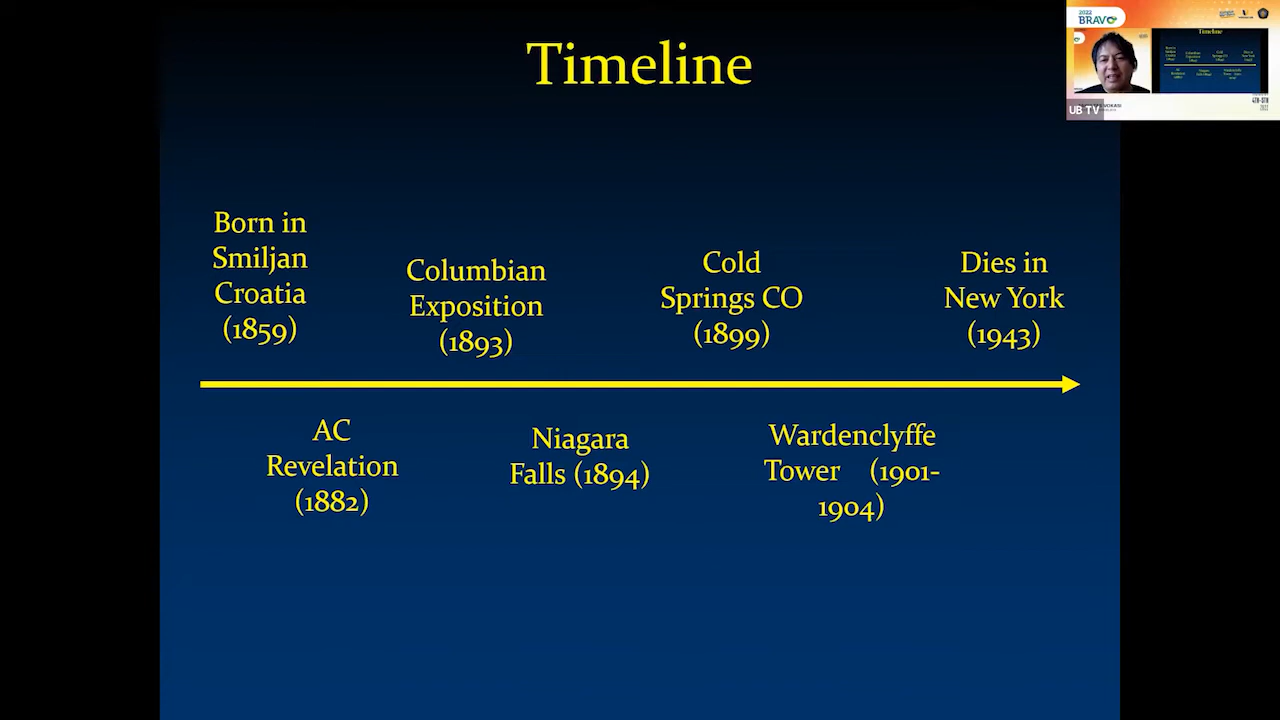 Timeline
2022
BRAVO
UB TV
Born in
Smiljan
Croatia
(1859)
Columbian
Exposition
(1893)
Cold
Springs CO
(1899)
Dies in
New York
(1943)
AC
Revelation
(1882)
Niagara
Falls (1894)
Wardenclyffe
Tower (1901-
1904)